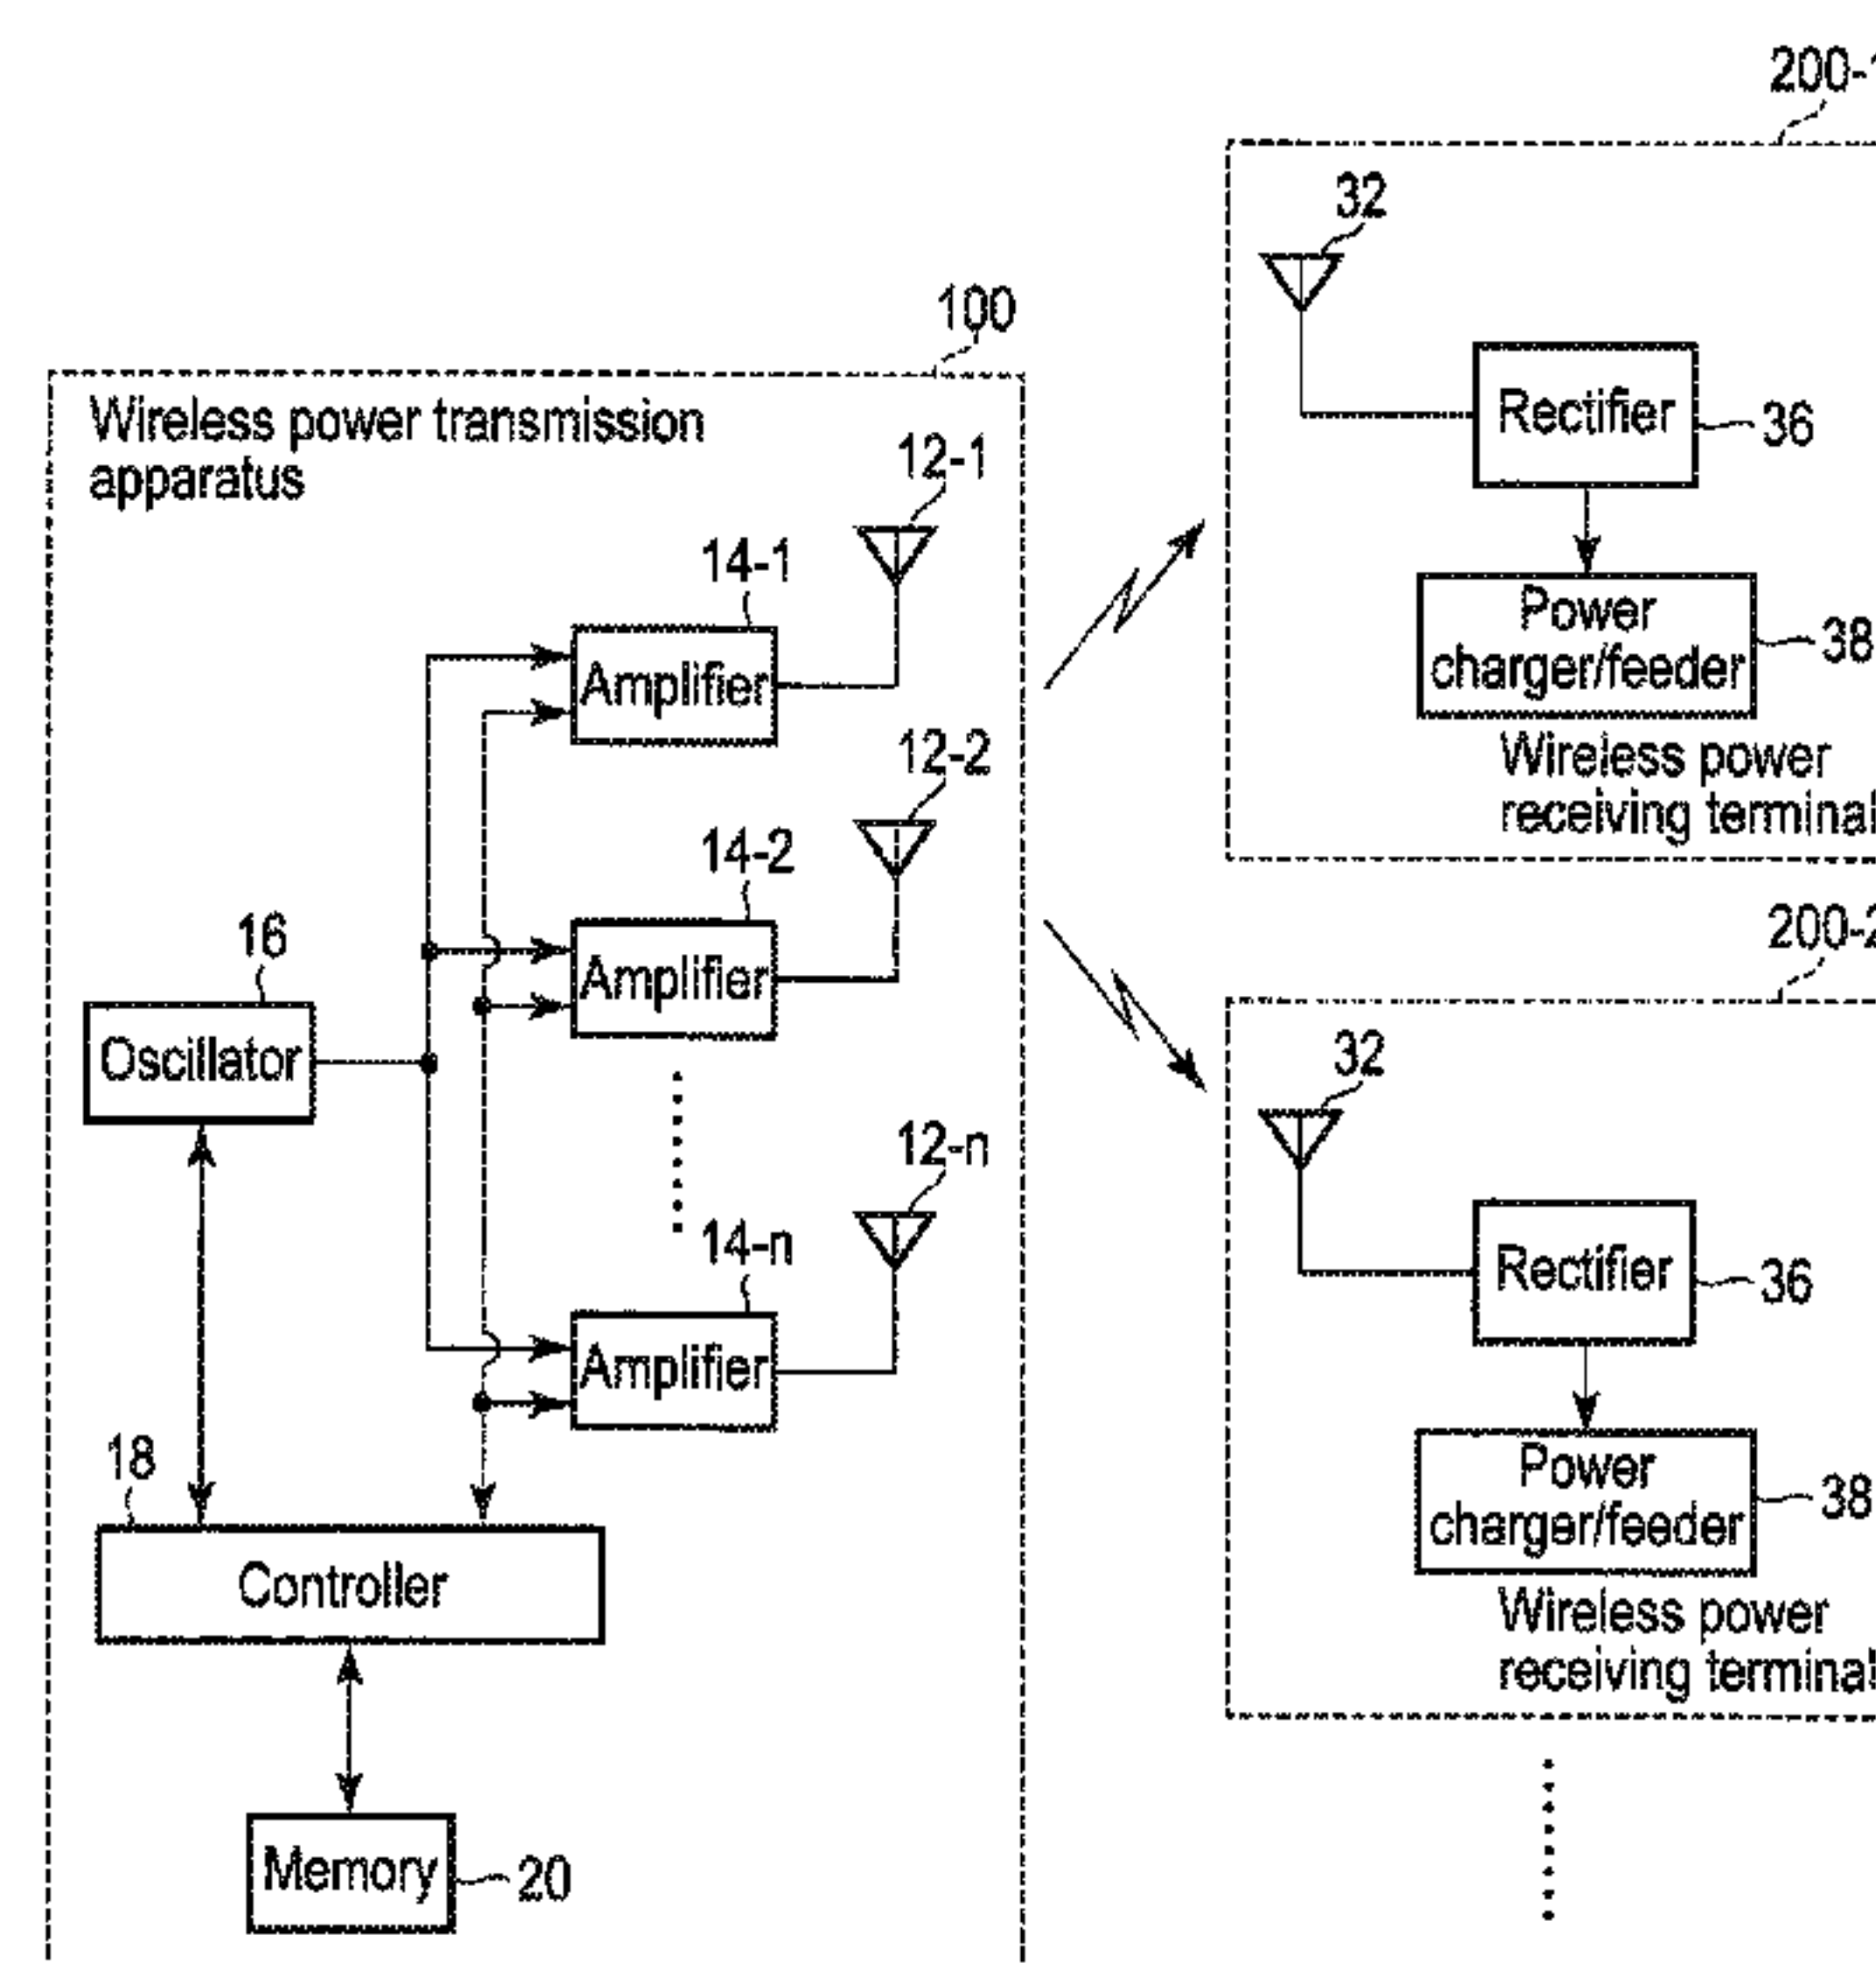 100
Wireless power transmission
apparatus
12-1
14-1
Amplifier
12-2
14-2
Amplifier
16
Oscillator
12-n
14-n
Amplifier
18
Controller
Memory
20
200-1
32
Rectifier
36
Power
charger/feeder
38
Wireless power
receiving terminal
200-2
32
Rectifier
36
Power
charger/feeder
38
Wireless power
receiving terminal